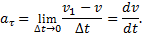 a_τ = lim_{Δt→0} (v₁ − v)/Δt = dv/dt.